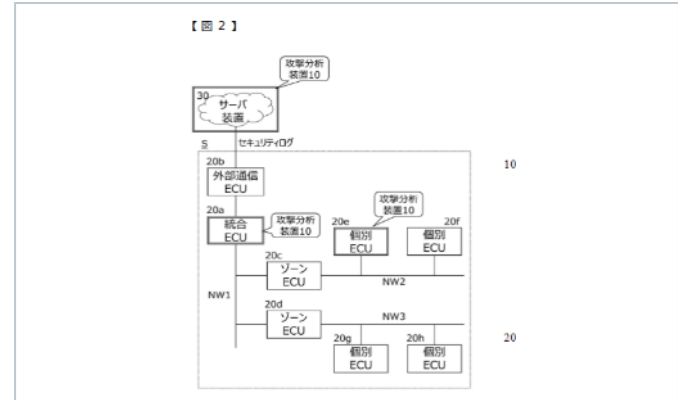 【図2】
攻撃分析
装置10
30
サーバ
装置
5
セキュリティログ
20b
外部通信
ECU
10
20a
統合
ECU
攻撃分析
装置10
攻撃分析
装置10
20e
個別
ECU
20f
個別
ECU
20c
ゾーン
ECU
NW2
NW1
20d
ゾーン
ECU
NW3
20g
個別
ECU
20h
個別
ECU
20